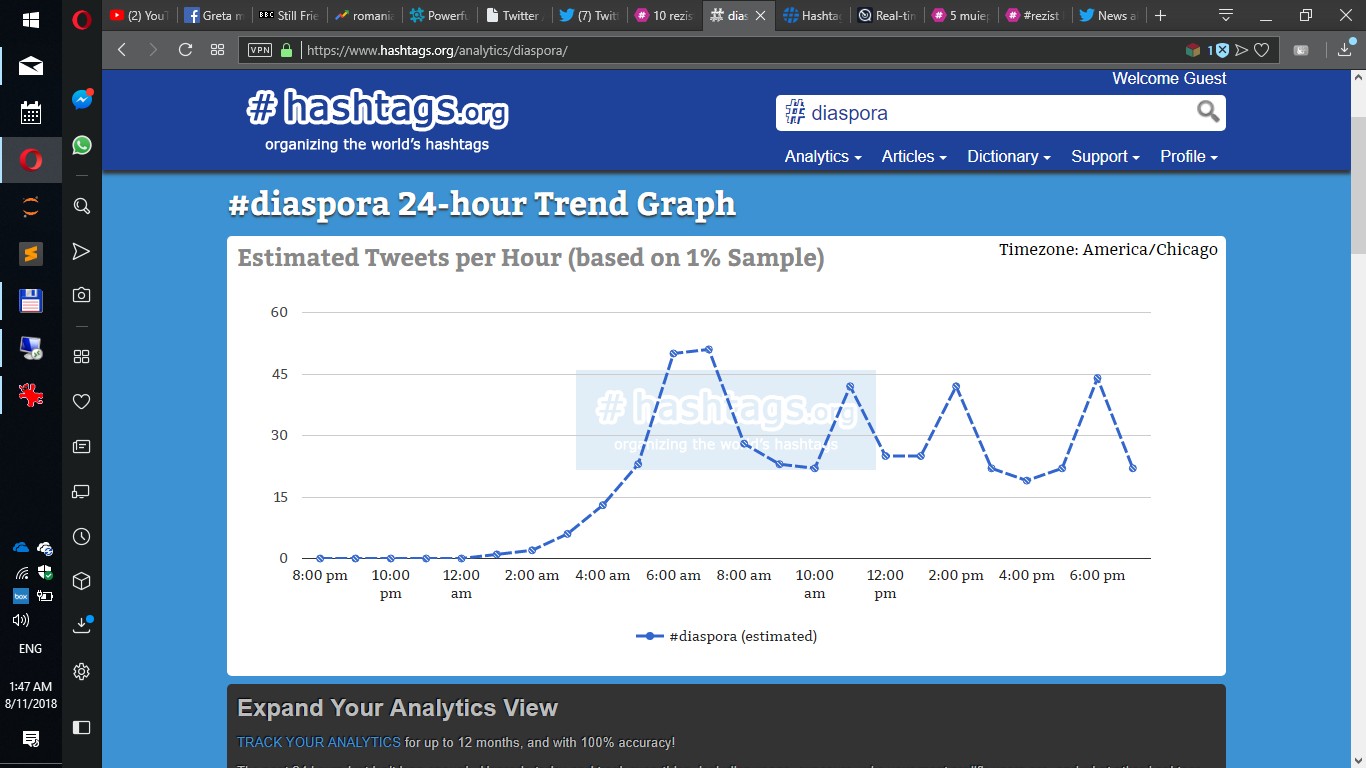 (2) YouT
Greta m
BBC Still Frie
romania
Powerfu
Twitter
(7) Twit
10 rezis
dias
Hashta
Real-tin
5 muie
#rezist
News a
VPN https://www.hashtags.org/analytics/diaspora/ 1
Welcome Guest
# hashtags.org
organizing the world's hashtags
# diaspora
Analytics Articles Dictionary Support Profile
#diaspora 24-hour Trend Graph
Estimated Tweets per Hour (based on 1% Sample)
Timezone: America/Chicago
60
45
30
15
0
# hashtags.org
organizing the world's hashtags
8:00 pm 10:00 pm 12:00 am 2:00 am 4:00 am 6:00 am 8:00 am 10:00 am 12:00 pm 2:00 pm 4:00 pm 6:00 pm
#diaspora (estimated)
Expand Your Analytics View
TRACK YOUR ANALYTICS for up to 12 months, and with 100% accuracy!
box
ENG
1:47 AM
8/11/2018